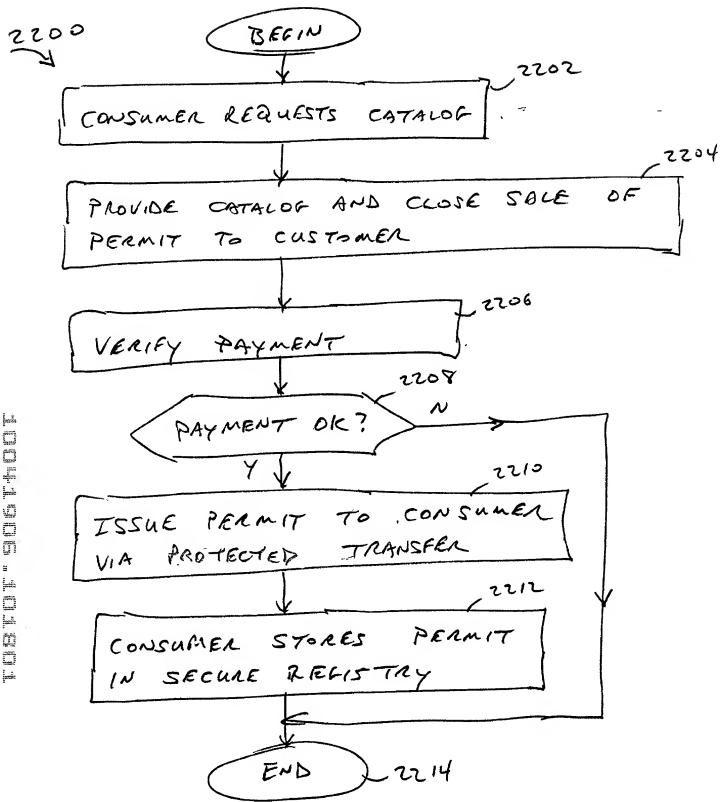 2200
BEGIN
2202
CONSUMER REQUESTS CATALOG
2204
PROVIDE CATALOG AND CLOSE SALE OF
PERMIT TO CUSTOMER
2206
VERIFY PAYMENT
2208
PAYMENT OK?
N
Y
2210
ISSUE PERMIT TO CONSUMER
VIA PROTECTED TRANSFER
2212
CONSUMER STORES PERMIT
IN SECURE REGISTRY
END
2214
10041906.101801